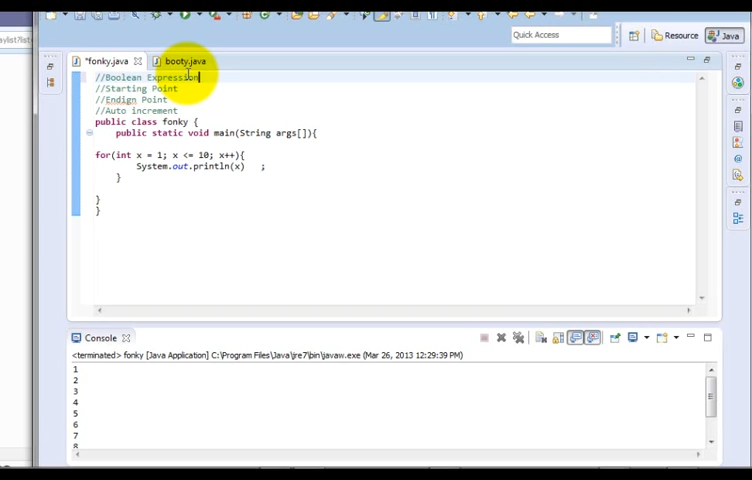 aylist?list
Quick Access
Resource
Java
*fonky.java
booty.java
//Boolean Expression
//Starting Point
//Endign Point
//Auto increment
public class fonky {
public static void main(String args[]){
for(int x = 1; x <= 10; x++){
System.out.println(x) ;
}
}
}
Console
<terminated> fonky [Java Application] C:\Program Files\Java\jre7\bin\javaw.exe (Mar 26, 2013 12:29:39 PM)
1
2
3
4
5
6
7
8